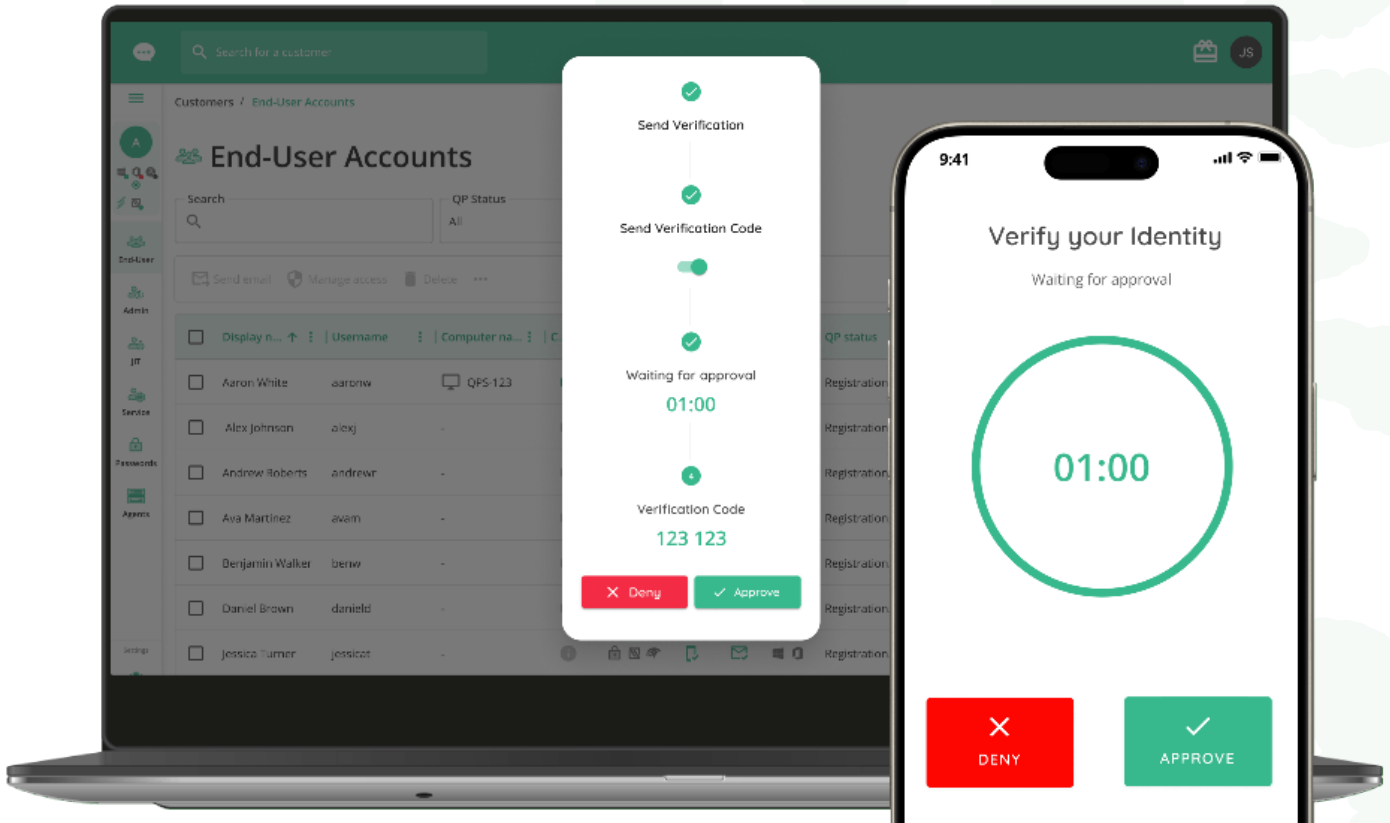 Search for a customer
JS
Customers / End-User Accounts
A
End-User Accounts
Search
QP Status
All
End-User
Send email
Manage access
Delete
Admin
Display n...
Username
Computer na...
C...
QP status
JIT
Aaron White
aaronw
QPS-123
Registration
Service
Alex Johnson
alexj
-
Registration
Passwords
Andrew Roberts
andrewr
-
Registration
Agents
Ava Martinez
avam
-
Registration
Benjamin Walker
benw
-
Registration
Daniel Brown
danield
-
Registration
Settings
Jessica Turner
jessicat
-
Registration
Send Verification
Send Verification Code
Waiting for approval
01:00
4
Verification Code
123 123
Deny
Approve
9:41
Verify your Identity
Waiting for approval
01:00
DENY
APPROVE